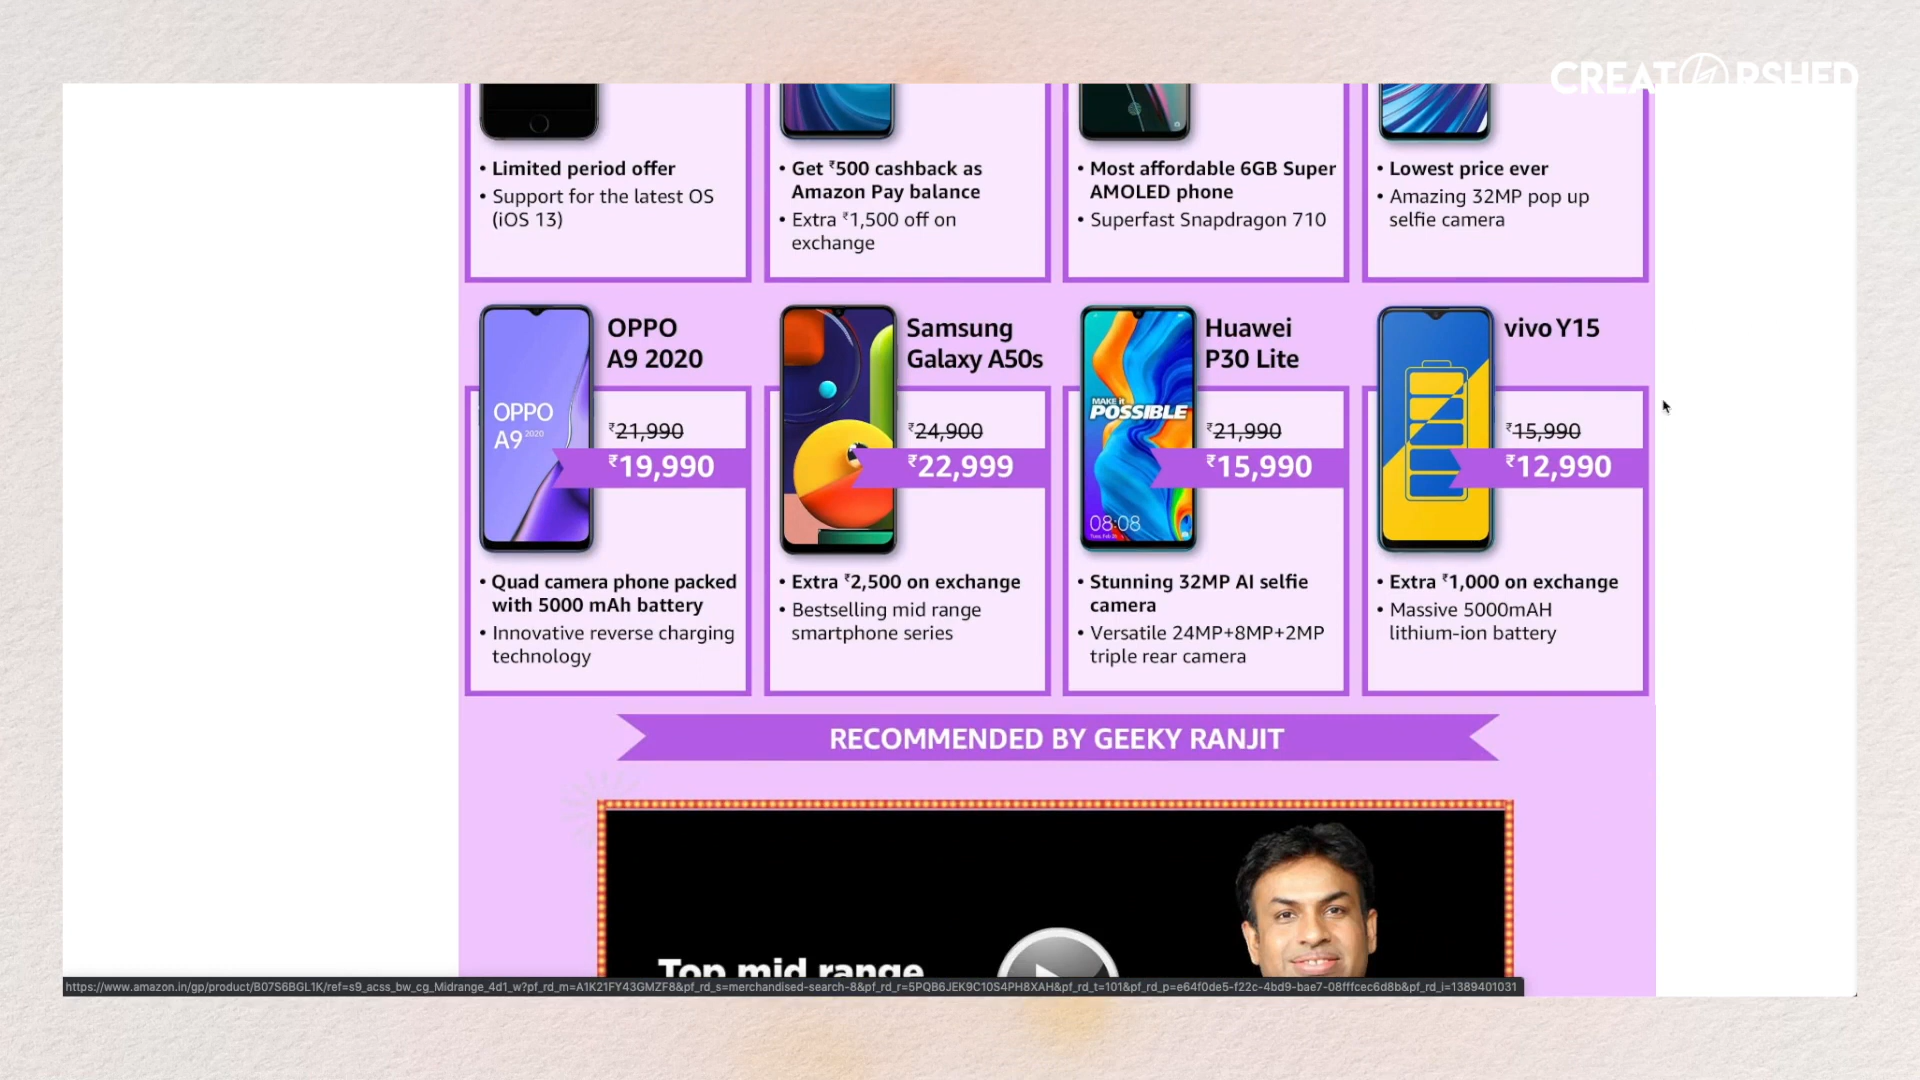 CREATORSHED
• Limited period offer
• Support for the latest OS
(iOS 13)
• Get ₹500 cashback as
Amazon Pay balance
• Extra ₹1,500 off on
exchange
• Most affordable 6GB Super
AMOLED phone
• Superfast Snapdragon 710
• Lowest price ever
• Amazing 32MP pop up
selfie camera
OPPO
A9 2020
OPPO
A9 2020
₹21,990
₹19,990
• Quad camera phone packed
with 5000 mAh battery
• Innovative reverse charging
technology
Samsung
Galaxy A50s
₹24,900
₹22,999
• Extra ₹2,500 on exchange
• Bestselling mid range
smartphone series
Huawei
P30 Lite
MAKE it
POSSIBLE
08:08
₹21,990
₹15,990
• Stunning 32MP AI selfie
camera
• Versatile 24MP+8MP+2MP
triple rear camera
vivo Y15
₹15,990
₹12,990
• Extra ₹1,000 on exchange
• Massive 5000mAH
lithium-ion battery
RECOMMENDED BY GEEKY RANJIT
Top mid range
https://www.amazon.in/gp/product/B07S6BGL1K/ref=s9_acss_bw_cg_Midrange_4d1_w?pf_rd_m=A1K21FY43GMZF8&pf_rd_s=merchandised-search-8&pf_rd_r=5PQB6JEK9C10S4PH8XAH&pf_rd_t=101&pf_rd_p=e64f0de5-f22c-4bd9-bae7-08fffcec6d8b&pf_rd_i=1389401031